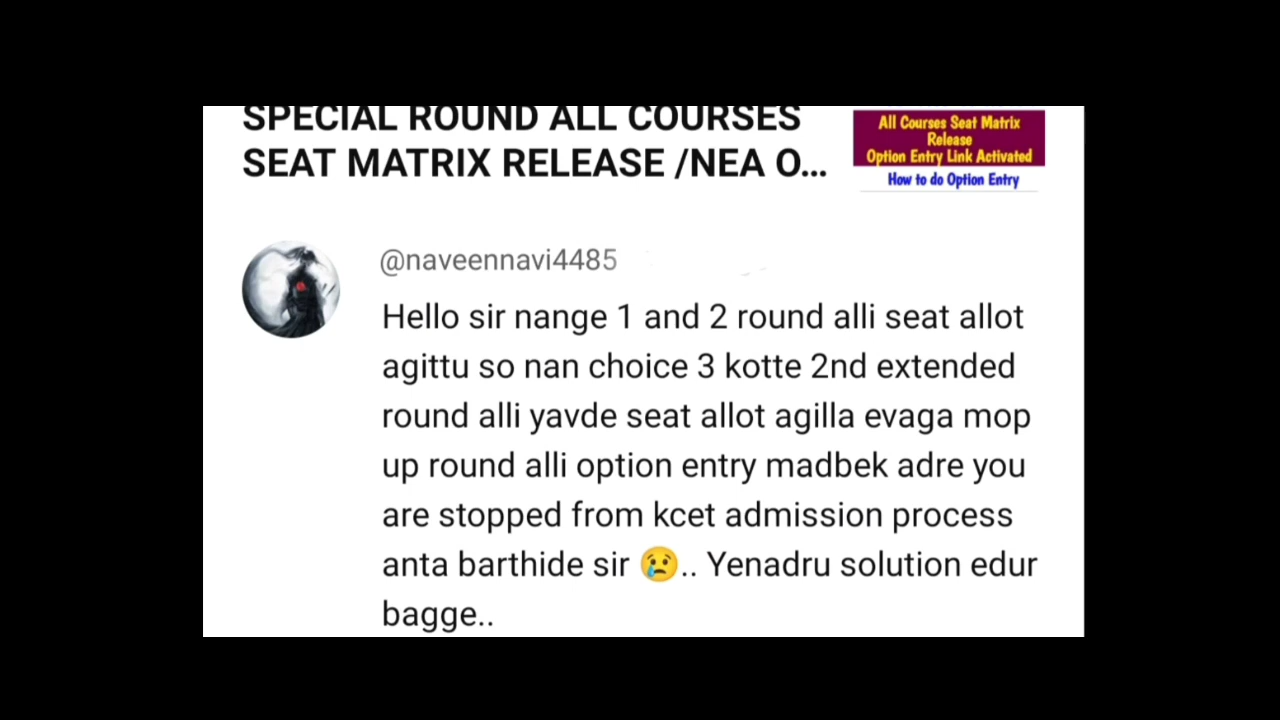 SPECIAL ROUND ALL COURSES
SEAT MATRIX RELEASE /NEA O...
All Courses Seat Matrix
Release
Option Entry Link Activated
How to do Option Entry
@naveennavi4485
Hello sir nange 1 and 2 round alli seat allot
agittu so nan choice 3 kotte 2nd extended
round alli yavde seat allot agilla evaga mop
up round alli option entry madbek adre you
are stopped from kcet admission process
anta barthide sir 😢.. Yenadru solution edur
bagge..